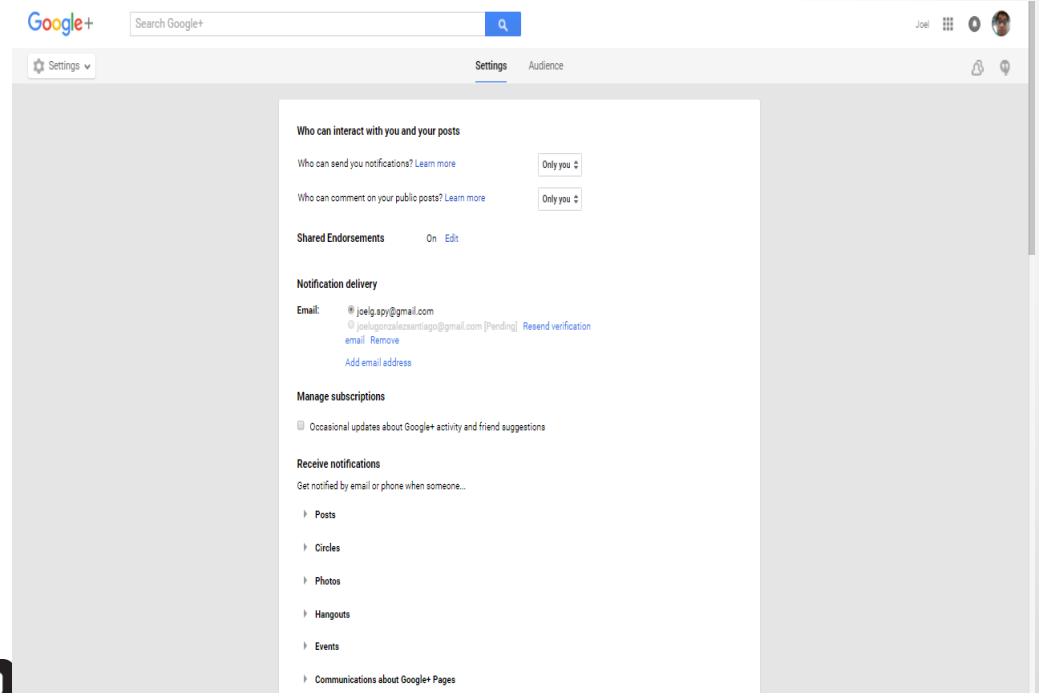 Google+
Search Google+
Joel
Settings
Settings Audience
Who can interact with you and your posts
Who can send you notifications? Learn more Only you
Who can comment on your public posts? Learn more Only you
Shared Endorsements On Edit
Notification delivery
Email: joelg.spy@gmail.com
joelugonzalezsantiago@gmail.com [Pending] Resend verification
email Remove
Add email address
Manage subscriptions
Occasional updates about Google+ activity and friend suggestions
Receive notifications
Get notified by email or phone when someone...
Posts
Circles
Photos
Hangouts
Events
Communications about Google+ Pages